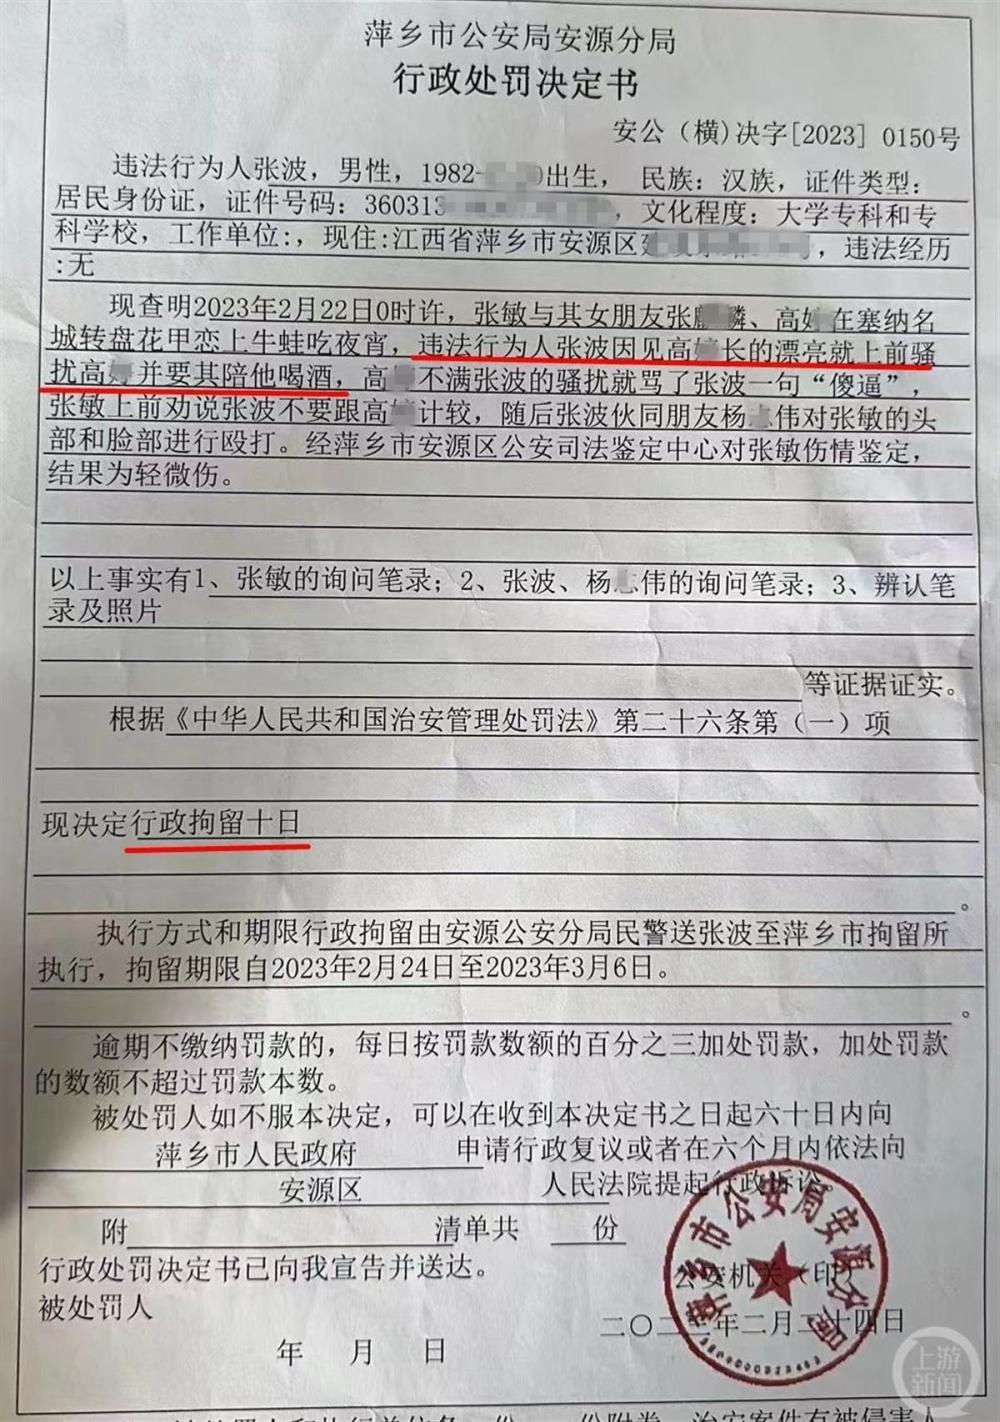 萍乡市公安局安源分局
行政处罚决定书
安公（横)决字[2023] 0150号
违法行为人张波，男性，1982-0出生， 民族：汉族，证件类型：
居民身份证，证件号码：360313，文化程度：大学专科和专
科学校，工作单位:，现住:江西省萍乡市安源区，违法经历
:无
现查明2023年2月22日0时许，张敏与其女朋友张麟、高在塞纳名
城转盘花甲恋上牛蛙吃夜宵，违法行为人张波因见高长的漂亮就上前骚
扰高并要其陪他喝酒，高不满张波的骚扰就骂了张波一句“傻逼”，
张敏上前劝说张波不要跟高计较，随后张波伙同朋友杨伟对张敏的头
部和脸部进行殴打。经萍乡市安源区公安司法鉴定中心对张敏伤情鉴定，
结果为轻微伤。
以上事实有1、张敏的询问笔录；2、张波、杨伟的询问笔录；3、辨认笔
录及照片
等证据证实。
根据《中华人民共和国治安管理处罚法》第二十六条第（一）项
现决定行政拘留十日
。
执行方式和期限行政拘留由安源公安分局民警送张波至萍乡市拘留所
执行，拘留期限自2023年2月24日至2023年3月6日。
。
逾期不缴纳罚款的，每日按罚款数额的百分之三加处罚款，加处罚款
的数额不超过罚款本数。
被处罚人如不服本决定，可以在收到本决定书之日起六十日内向
萍乡市人民政府 申请行政复议或者在六个月内依法向
安源区 人民法院提起行政诉讼。
附 清单共 份
行政处罚决定书已向我宣告并送达。
公安机关（印）
被处罚人
二〇二三年二月二十四日
年 月 日
萍乡市公安局安源分局
上游新闻